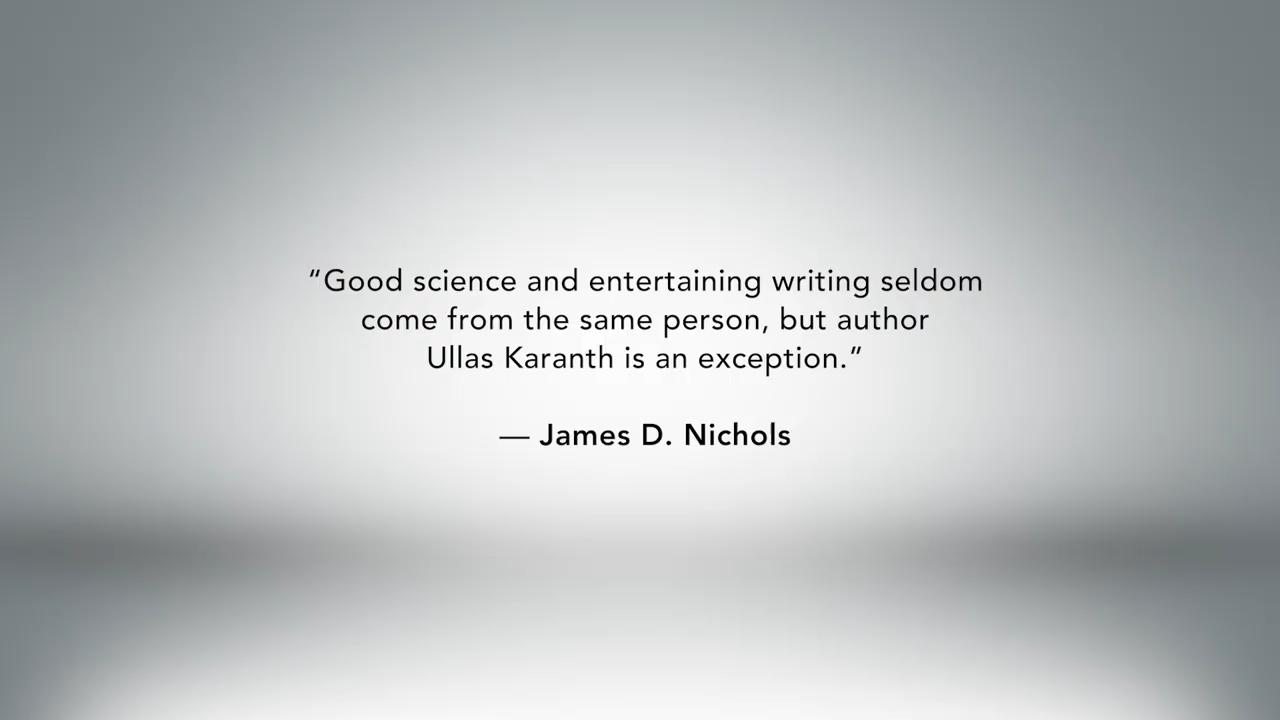 “Good science and entertaining writing seldom
come from the same person, but author
Ullas Karanth is an exception.”
— James D. Nichols